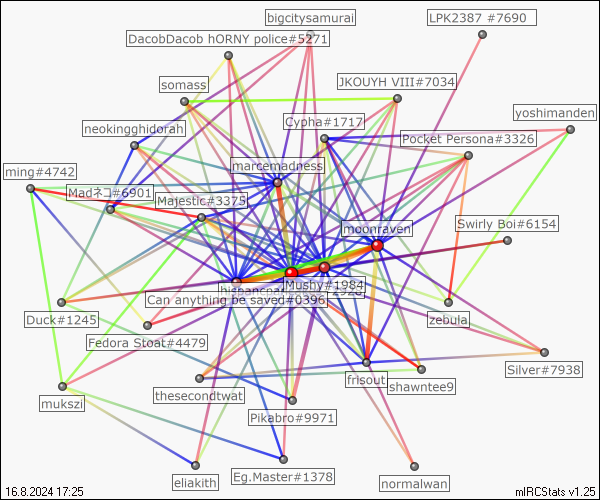 bigcitysamurai
LPK2387 #7690
DacobDacob hORNY police#5271
somass
JKOUYH VIII#7034
Cypha#1717
yoshimanden
neokingghidorah
Pocket Persona#3326
marcemadness
ming#4742
Madネコ#6901
Majestic#3375
moonraven
Swirly Boi#6154
Mushy#1984
Can anything be saved#0396
Duck#1245
zebula
Fedora Stoat#4479
Silver#7938
frisout
shawntee9
thesecondtwat
mukszi
Pikabro#9971
Eg.Master#1378
eliakith
normalwan
16.8.2024 17:25
mIRCStats v1.25